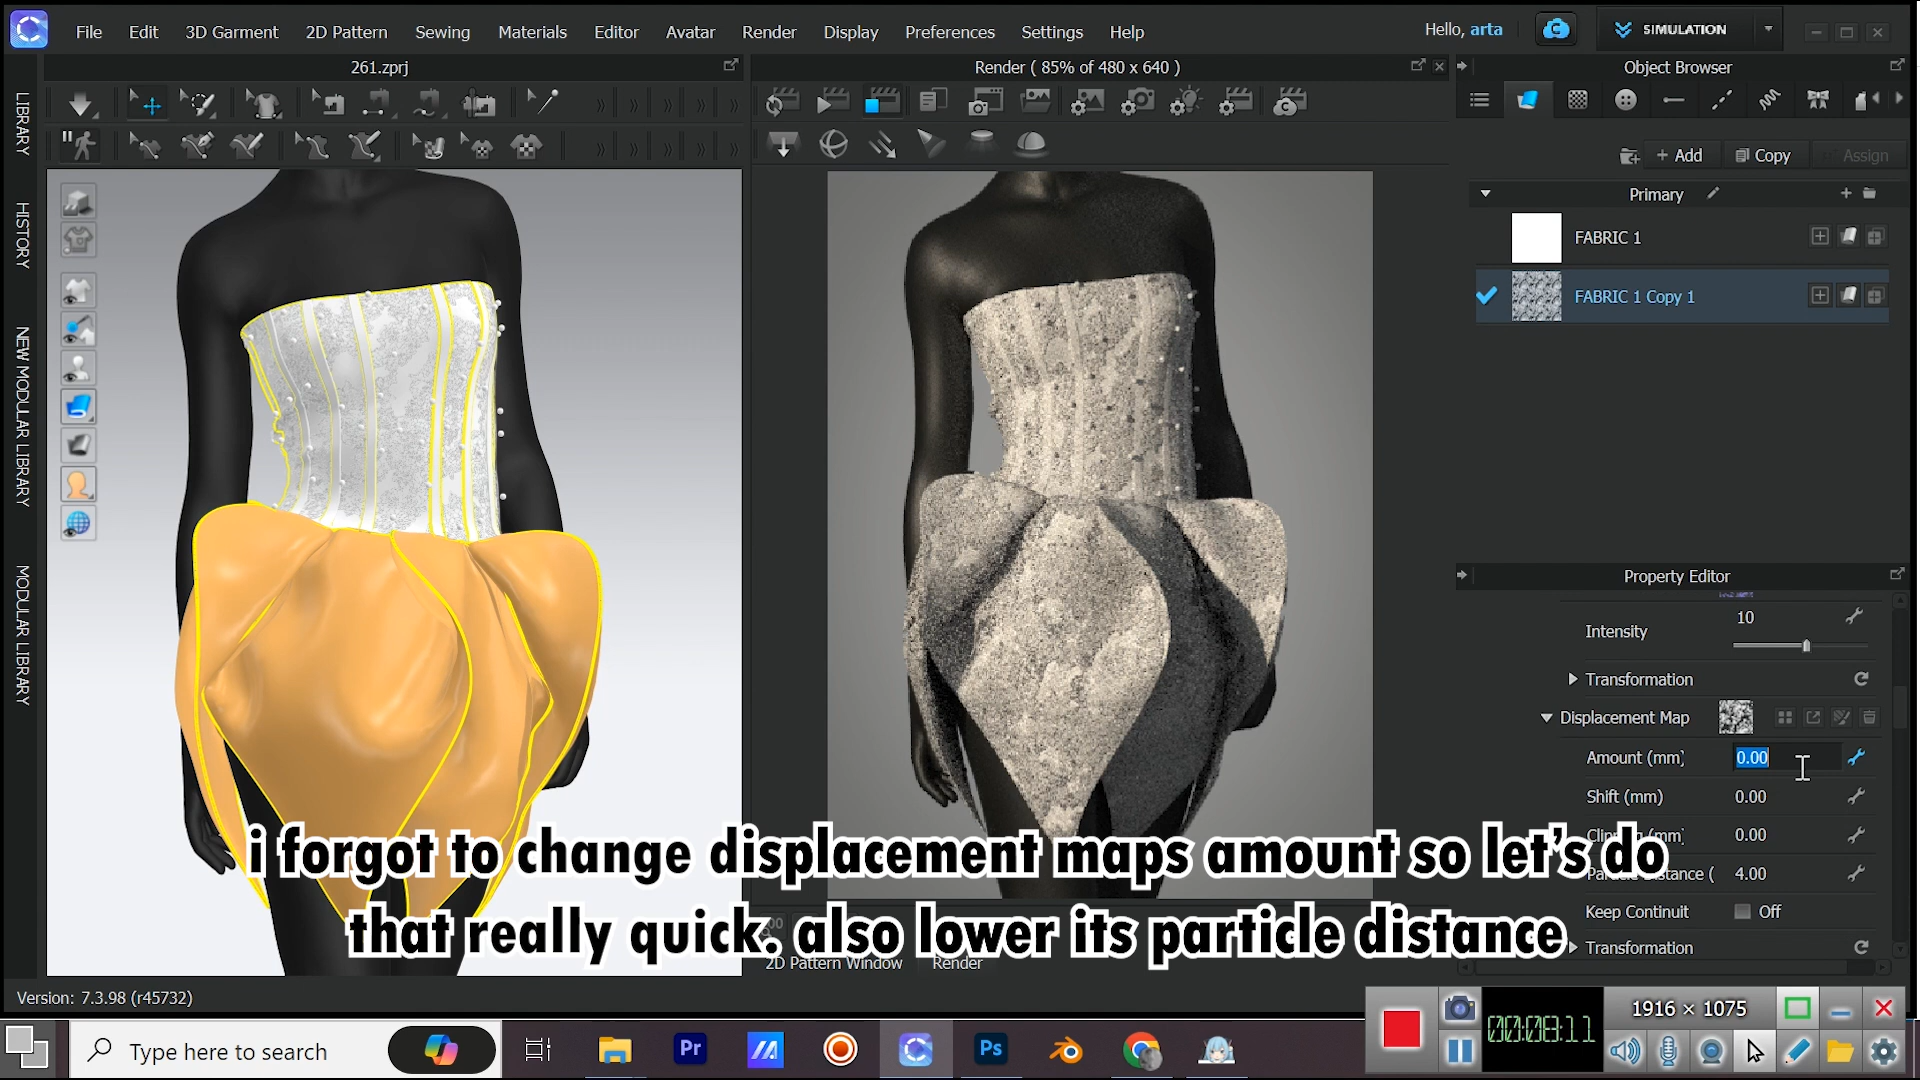 File Edit 3D Garment 2D Pattern Sewing Materials Editor Avatar Render Display Preferences Settings Help
Hello, arta
SIMULATION
261.zprj
Render ( 85% of 480 x 640 )
Object Browser
LIBRARY
HISTORY
NEW MODULAR LIBRARY
MODULAR LIBRARY
+ Add
Copy
Assign
Primary
FABRIC 1
FABRIC 1 Copy 1
Property Editor
Intensity 10
Transformation
Displacement Map
Amount (mm) 0.00
Shift (mm) 0.00
0.00
4.00
Keep Continuit Off
Transformation
i forgot to change displacement maps amount so let's do
that really quick. also lower its particle distance
2D Pattern Window Render
Version: 7.3.98 (r45732)
1916 × 1075
00:08:11
Type here to search
Pr
Ps